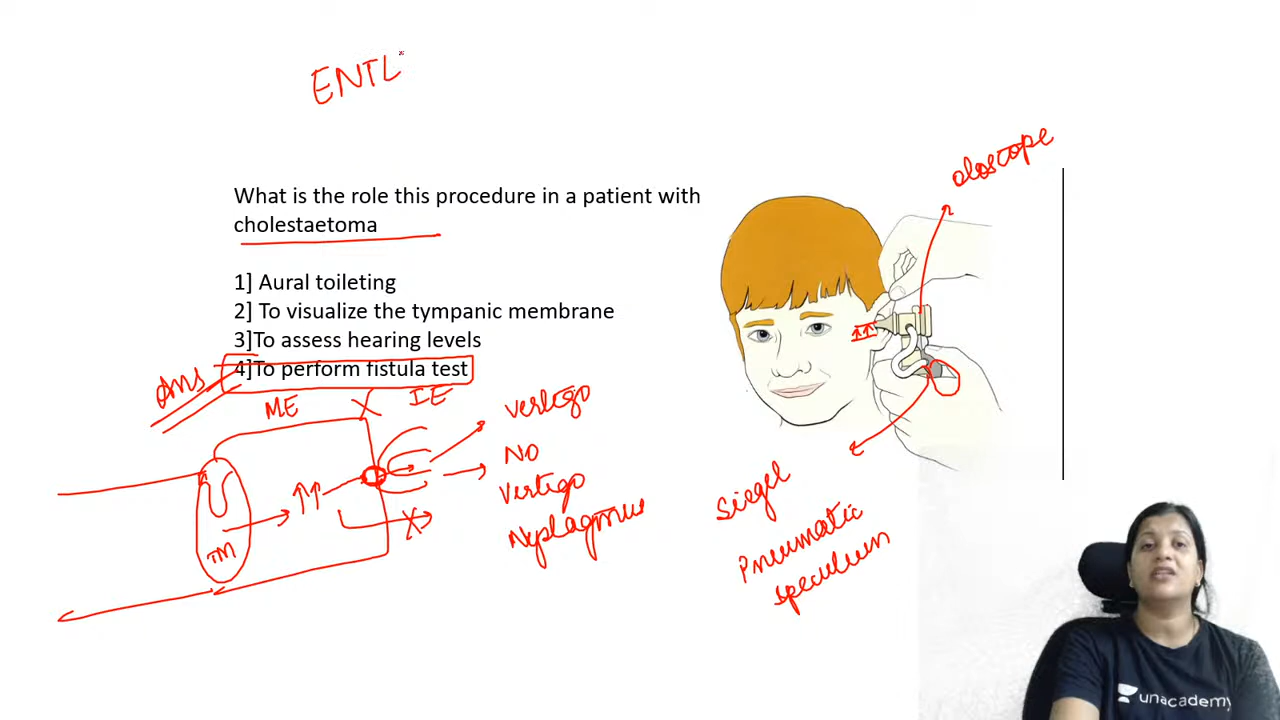 ENTL
otoscope
What is the role this procedure in a patient with
cholestaetoma
1] Aural toileting
2] To visualize the tympanic membrane
3]To assess hearing levels
4]To perform fistula test
Ans
ME
X
IE
vertigo
NO
vertigo
Nyplagmus
TM
X
Siegel
Pneumatic
speculum
unacademy